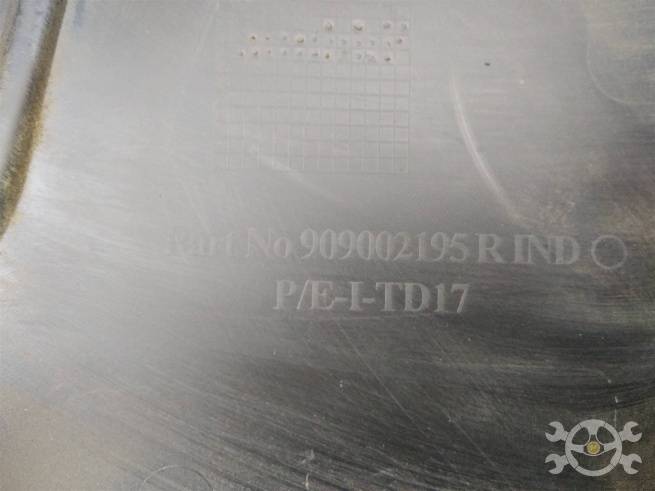 Part No 909002195 R IND
P/E-I-TD17